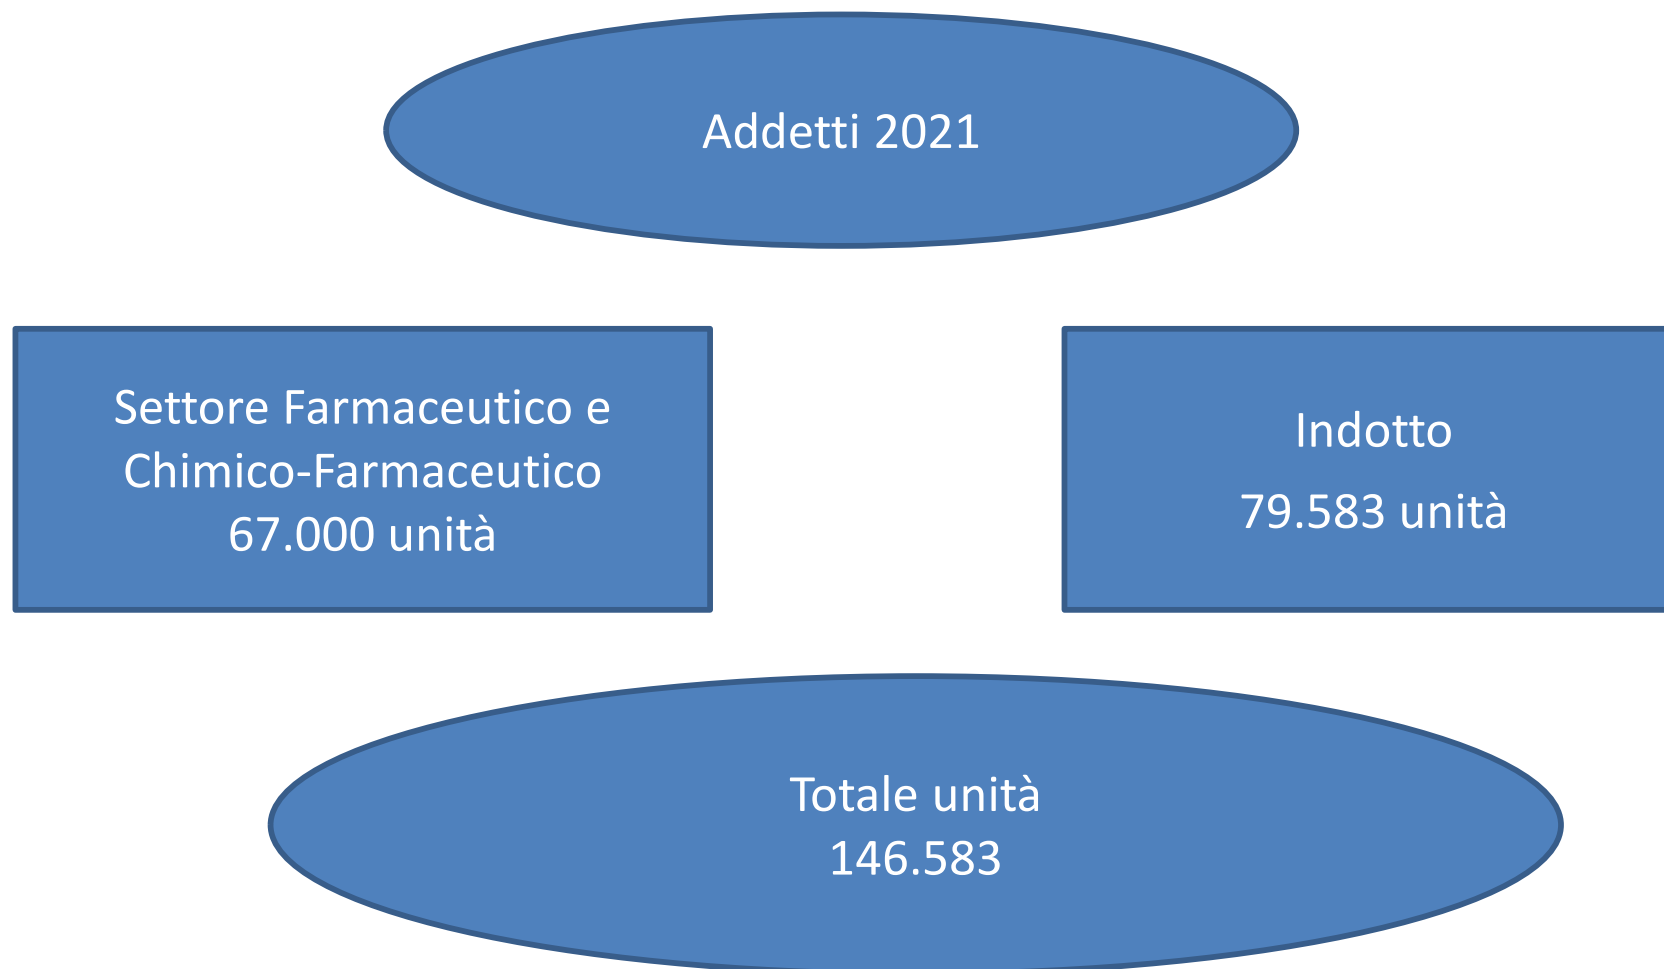 Addetti 2021
Settore Farmaceutico e
Chimico-Farmaceutico
67.000 unità
Indotto
79.583 unità
Totale unità
146.583